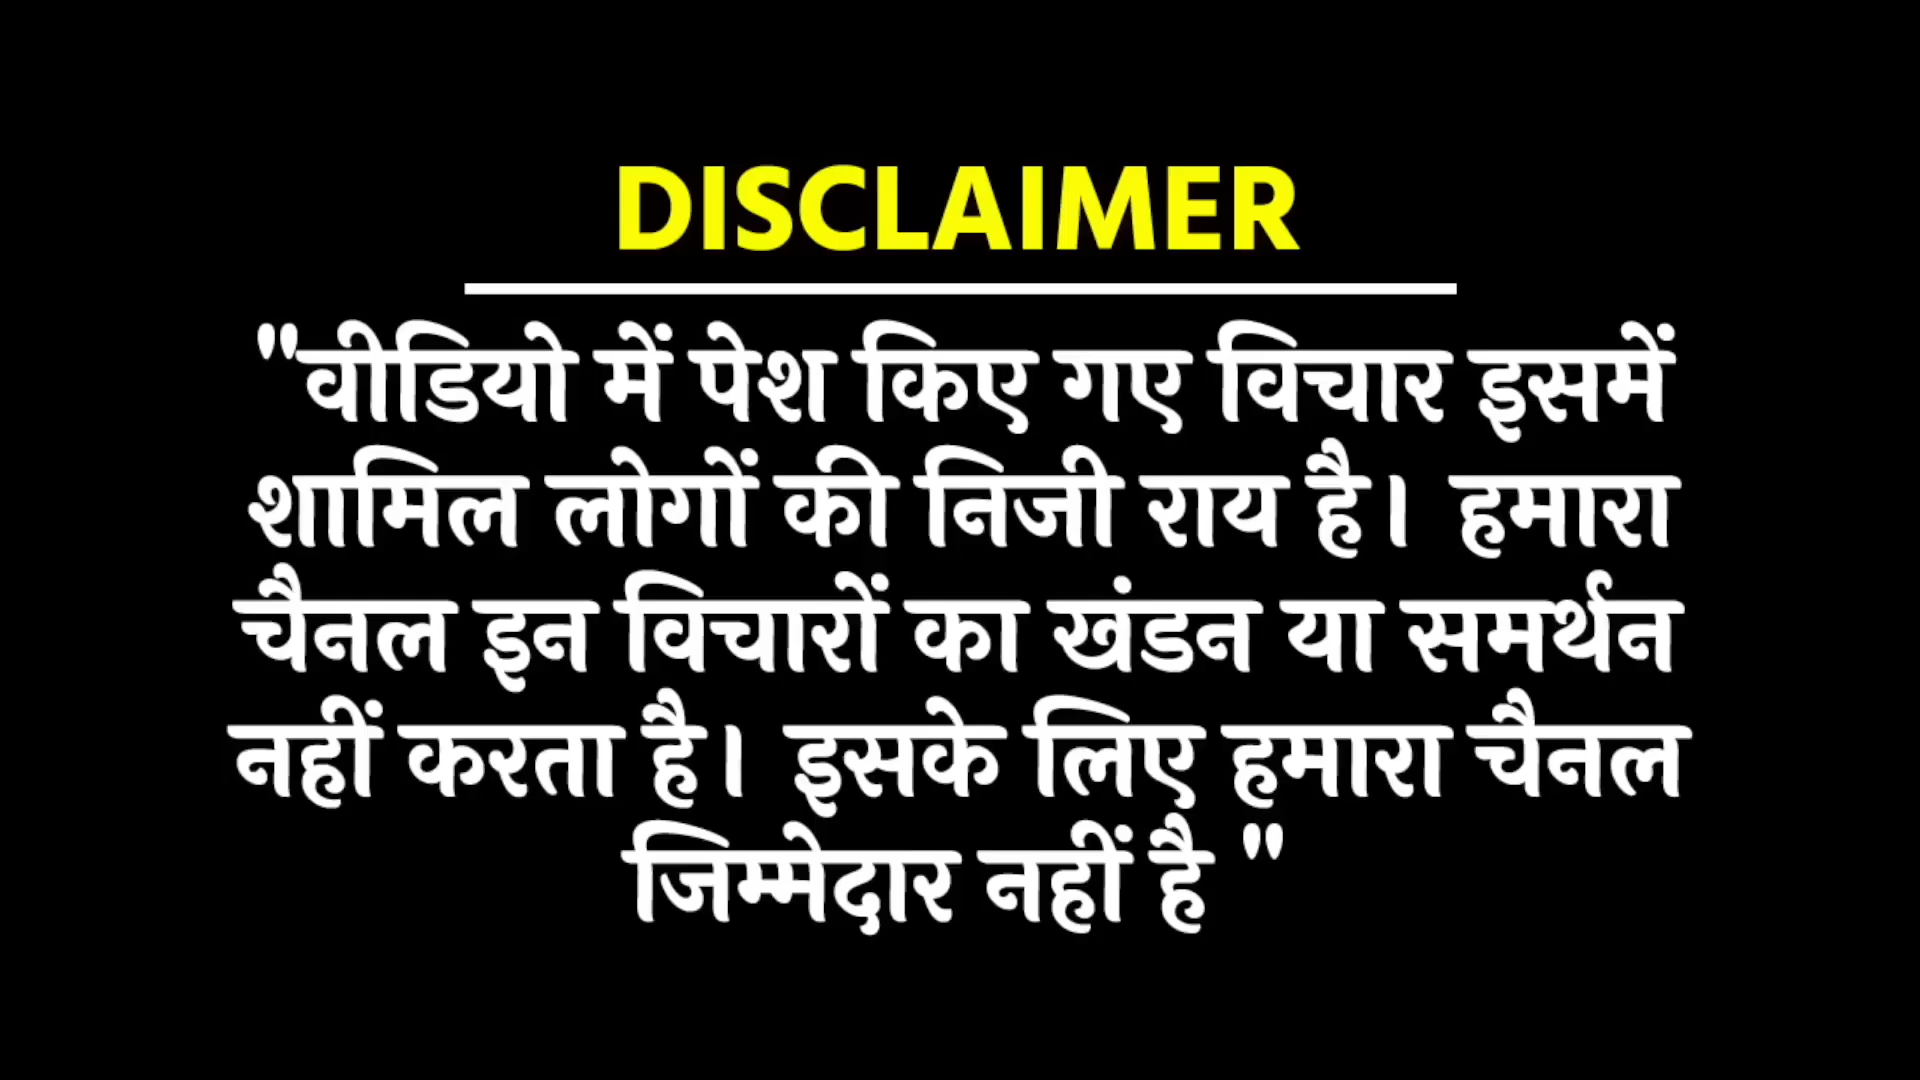 DISCLAIMER
"वीडियो में पेश किए गए विचार इसमें
शामिल लोगों की निजी राय है। हमारा
चैनल इन विचारों का खंडन या समर्थन
नहीं करता है। इसके लिए हमारा चैनल
जिम्मेदार नहीं है "